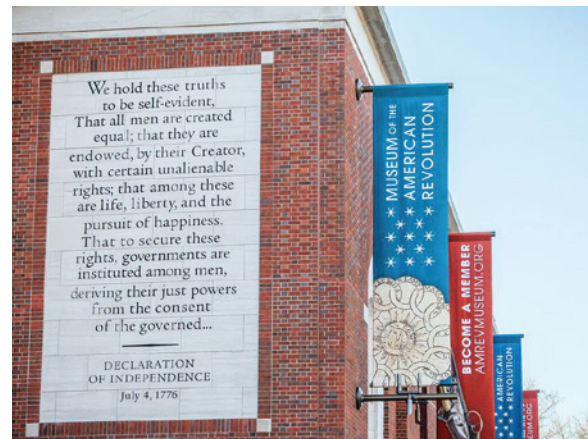 We hold these truths
to be self-evident,
That all men are created
equal; that they are
endowed, by their Creator,
with certain unalienable
rights; that among these
are life, liberty, and the
pursuit of happiness.
That to secure these
rights, governments are
instituted among men,
deriving their just powers
from the consent
of the governed...
DECLARATION
OF INDEPENDENCE
July 4, 1776
MUSEUM OF THE
AMERICAN
REVOLUTION
BECOME A MEMBER
AMREVMUSEUM.ORG
AMERICAN
REVOLUTION